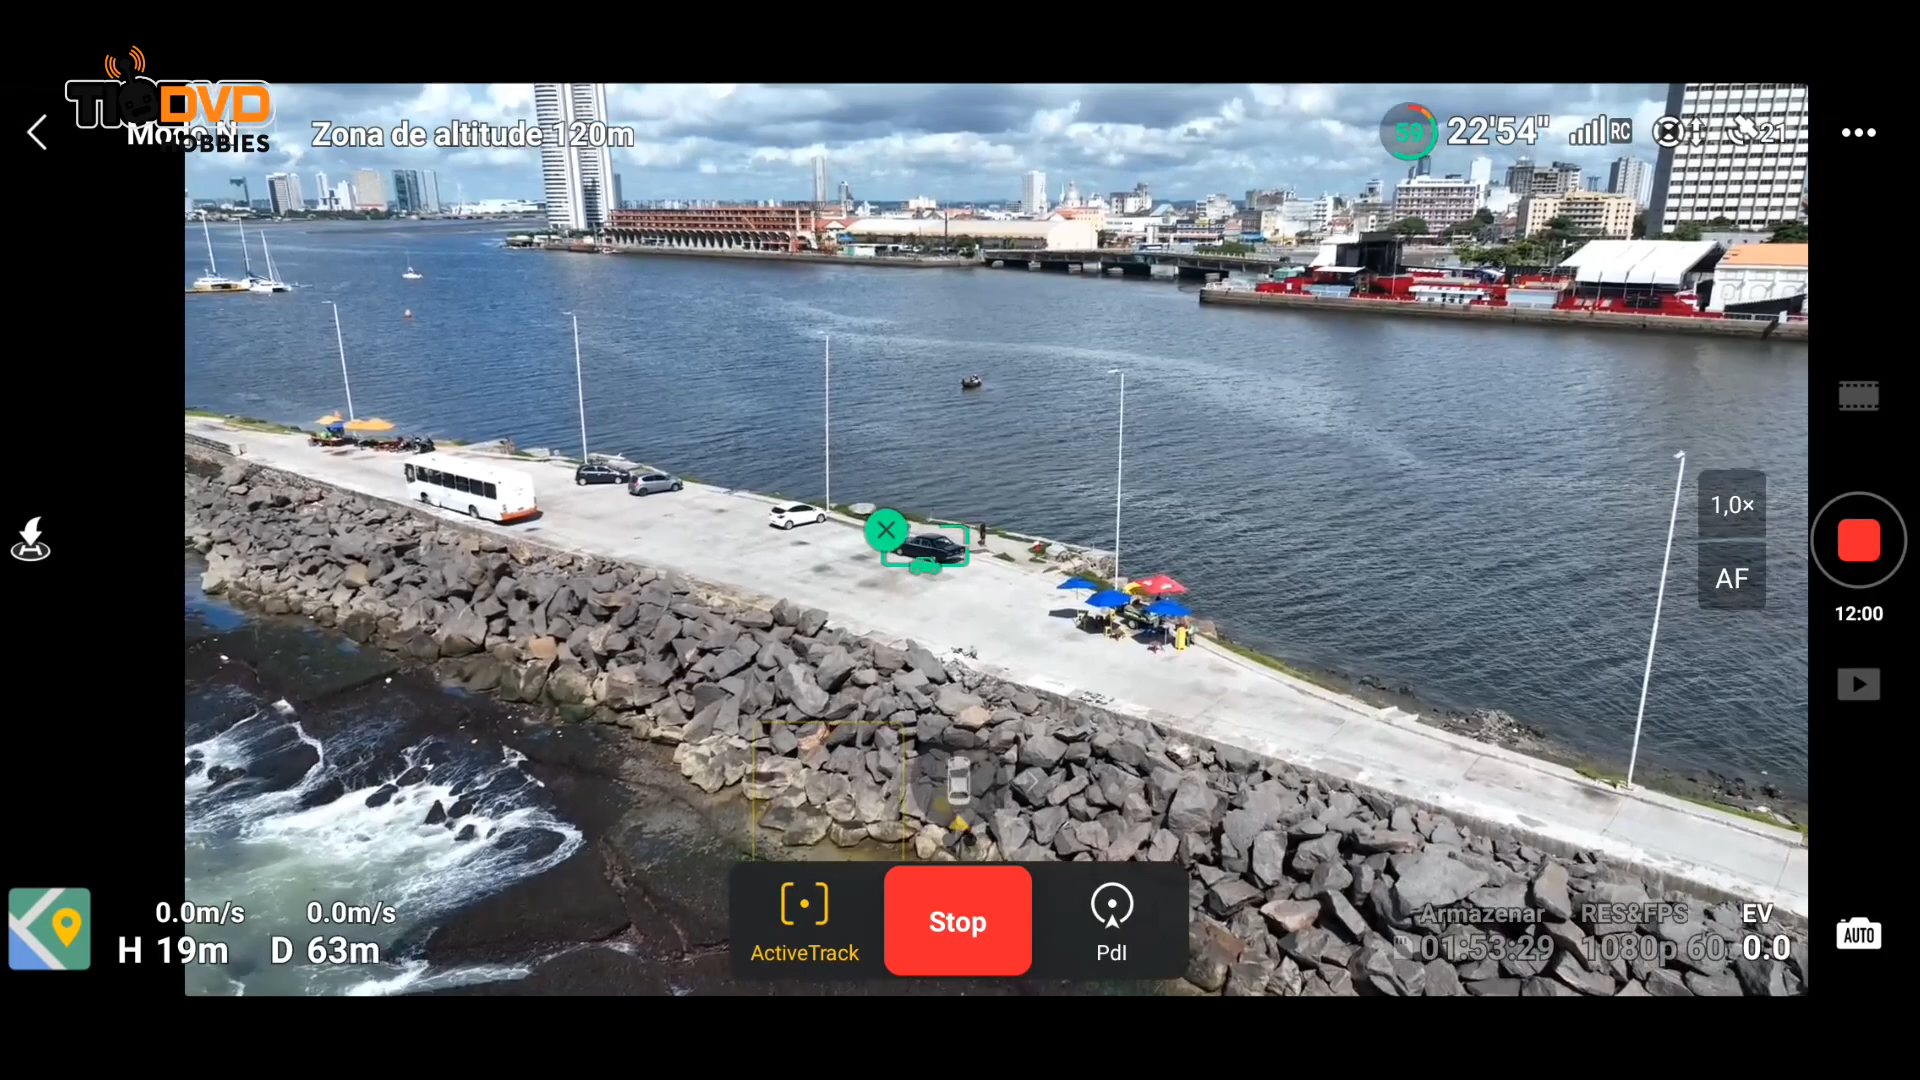 TIODVD
HOBBIES
Modo N
Zona de altitude 120m
59
22'54"
RC
21
1,0×
AF
12:00
0.0m/s
0.0m/s
H 19m
D 63m
ActiveTrack
Stop
PdI
Armazenar
01:53:29
RES&FPS
1080p 60
EV
0.0
AUTO